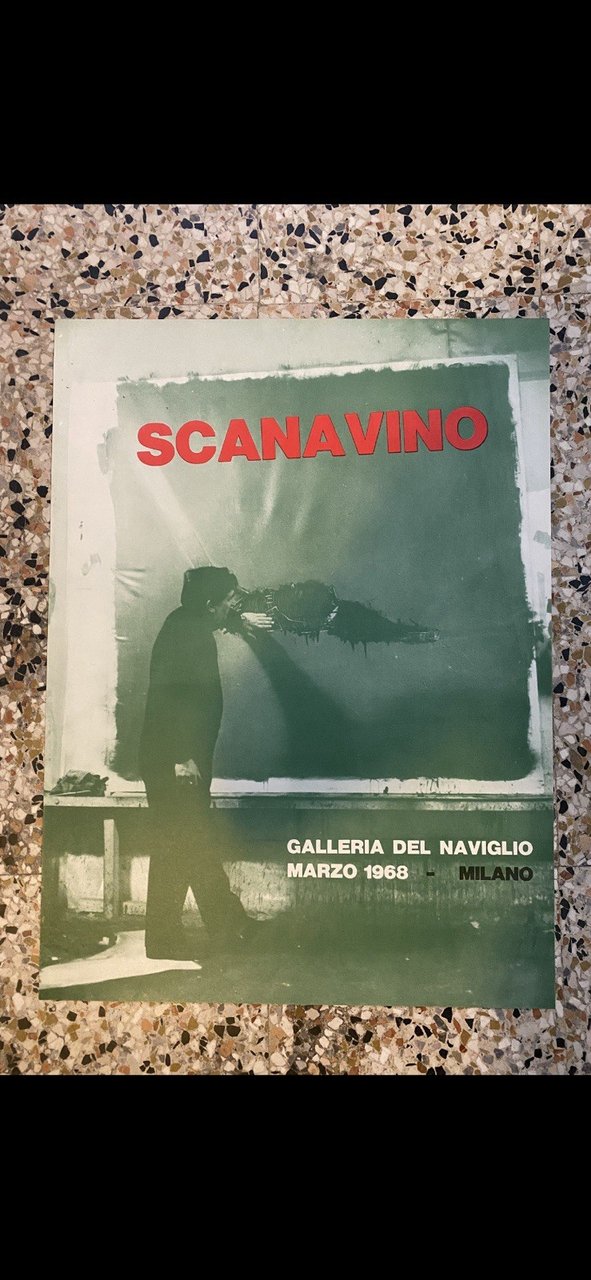 SCANAVINO
GALLERIA DEL NAVIGLIO
MARZO 1968 - MILANO